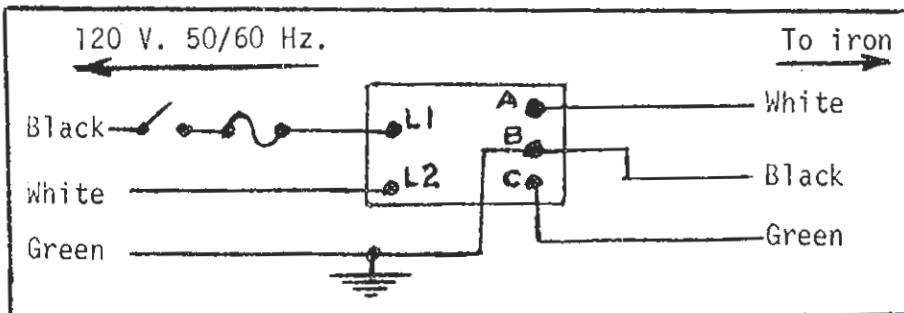 120 V. 50/60 Hz.
To iron
Black
L1
A
White
B
White
L2
C
Black
Green
Green